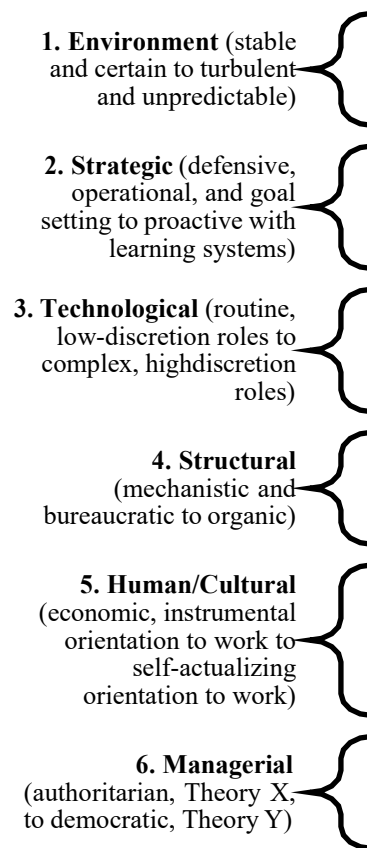 1. Environment (stable
and certain to turbulent
and unpredictable)
2. Strategic (defensive,
operational, and goal
setting to proactive with
learning systems)
3. Technological (routine,
low-discretion roles to
complex, highdiscretion
roles)
4. Structural
(mechanistic and
bureaucratic to organic)
5. Human/Cultural
(economic, instrumental
orientation to work to
self-actualizing
orientation to work)
6. Managerial
(authoritarian, Theory X,
to democratic, Theory Y)